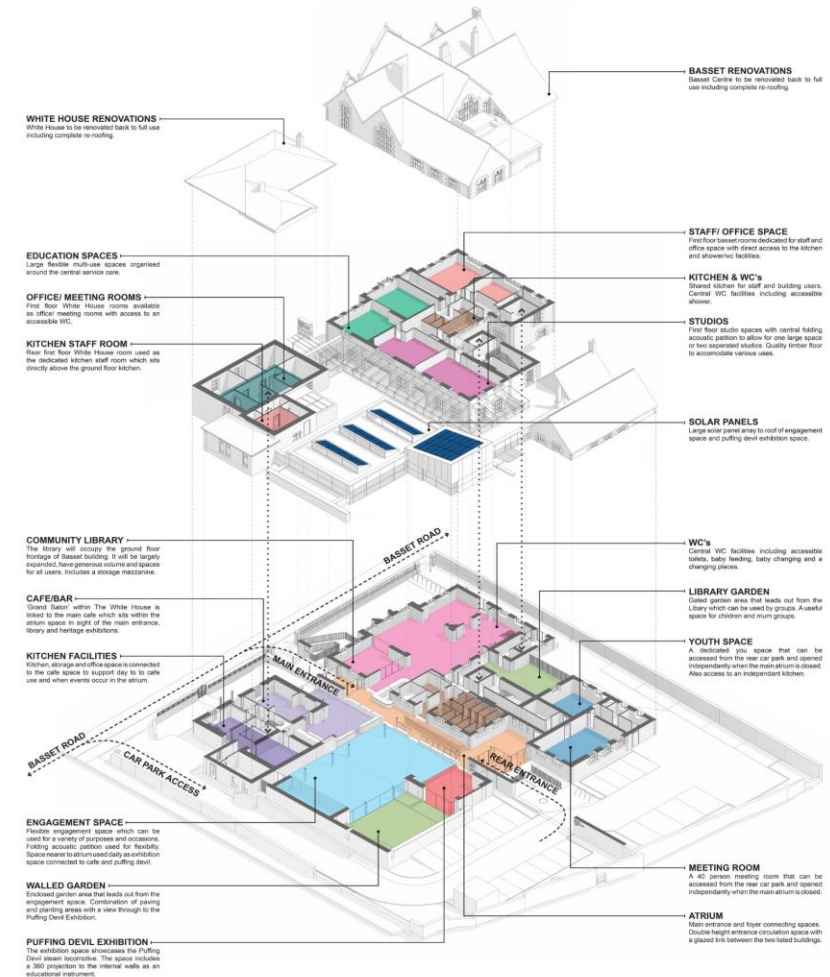 BASSET RENOVATIONS
Basset Centre to be renovated back to full
use including complete re-roofing.
WHITE HOUSE RENOVATIONS
White House to be renovated back to full use
including complete re-roofing.
STAFF/ OFFICE SPACE
First floor basset rooms dedicated for staff and
office space with direct access to the kitchen
and shower/wc facilities.
EDUCATION SPACES
Large flexible multi-use spaces organised
around the central service core.
KITCHEN & WC's
Shared kitchen for staff and building users.
Central WC facilities including accessible
shower.
OFFICE/ MEETING ROOMS
First floor White House rooms available
as office/ meeting rooms with access to an
accessible WC.
STUDIOS
First floor studio spaces with central folding
acoustic patition to allow for one large space
or two seperated studios. Quality timber floor
to accomodate various uses.
KITCHEN STAFF ROOM
Rear first floor White House room used as
the dedicated kitchen staff room which sits
directly above the ground floor kitchen.
SOLAR PANELS
Large solar panel array to roof of engagement
space and puffing devil exhibition space.
COMMUNITY LIBRARY
The library will occupy the ground floor
frontage of Basset building. It will be largely
expanded, have generous volume and spaces
for all users. Includes a storage mezzanine.
BASSET ROAD
WC's
Central WC facilities including accessible
toilets, baby feeding, baby changing and a
changing places.
CAFE/BAR
'Grand Salon' within The White House is
linked to the main cafe which sits within the
atrium space in sight of the main entrance,
library and heritage exhibitions.
LIBRARY GARDEN
Gated garden area that leads out from the
Libary which can be used by groups. A useful
space for children and mum groups.
KITCHEN FACILITIES
Kitchen, storage and office space is connected
to the cafe space to support day to to cafe
use and when events occur in the atrium.
YOUTH SPACE
A dedicated you space that can be
accessed from the rear car park and opened
independantly when the main atrium is closed.
Also access to an independant kitchen.
MAIN ENTRANCE
BASSET ROAD
CAR PARK ACCESS
REAR ENTRANCE
ENGAGEMENT SPACE
Flexible engagement space which can be
used for a variety of purposes and occasions.
Folding acoustic patition used for flexiblity.
Space nearer to atrium used daily as exhibition
space connected to cafe and puffing devil.
MEETING ROOM
A 40 person meeting room that can be
accessed from the rear car park and opened
independantly when the main atrium is closed.
WALLED GARDEN
Enclosed garden area that leads out from the
engagement space. Combination of paving
and planting areas with a view through to the
Puffing Devil Exhibition.
ATRIUM
Main entrance and foyer connecting spaces.
Double height entrance circulation space with
a glazed link between the two listed buildings.
PUFFING DEVIL EXHIBITION
The exhibition space showcases the Puffing
Devil steam locomotive. The space includes
a 360 projection to the internal walls as an
educational instrument.